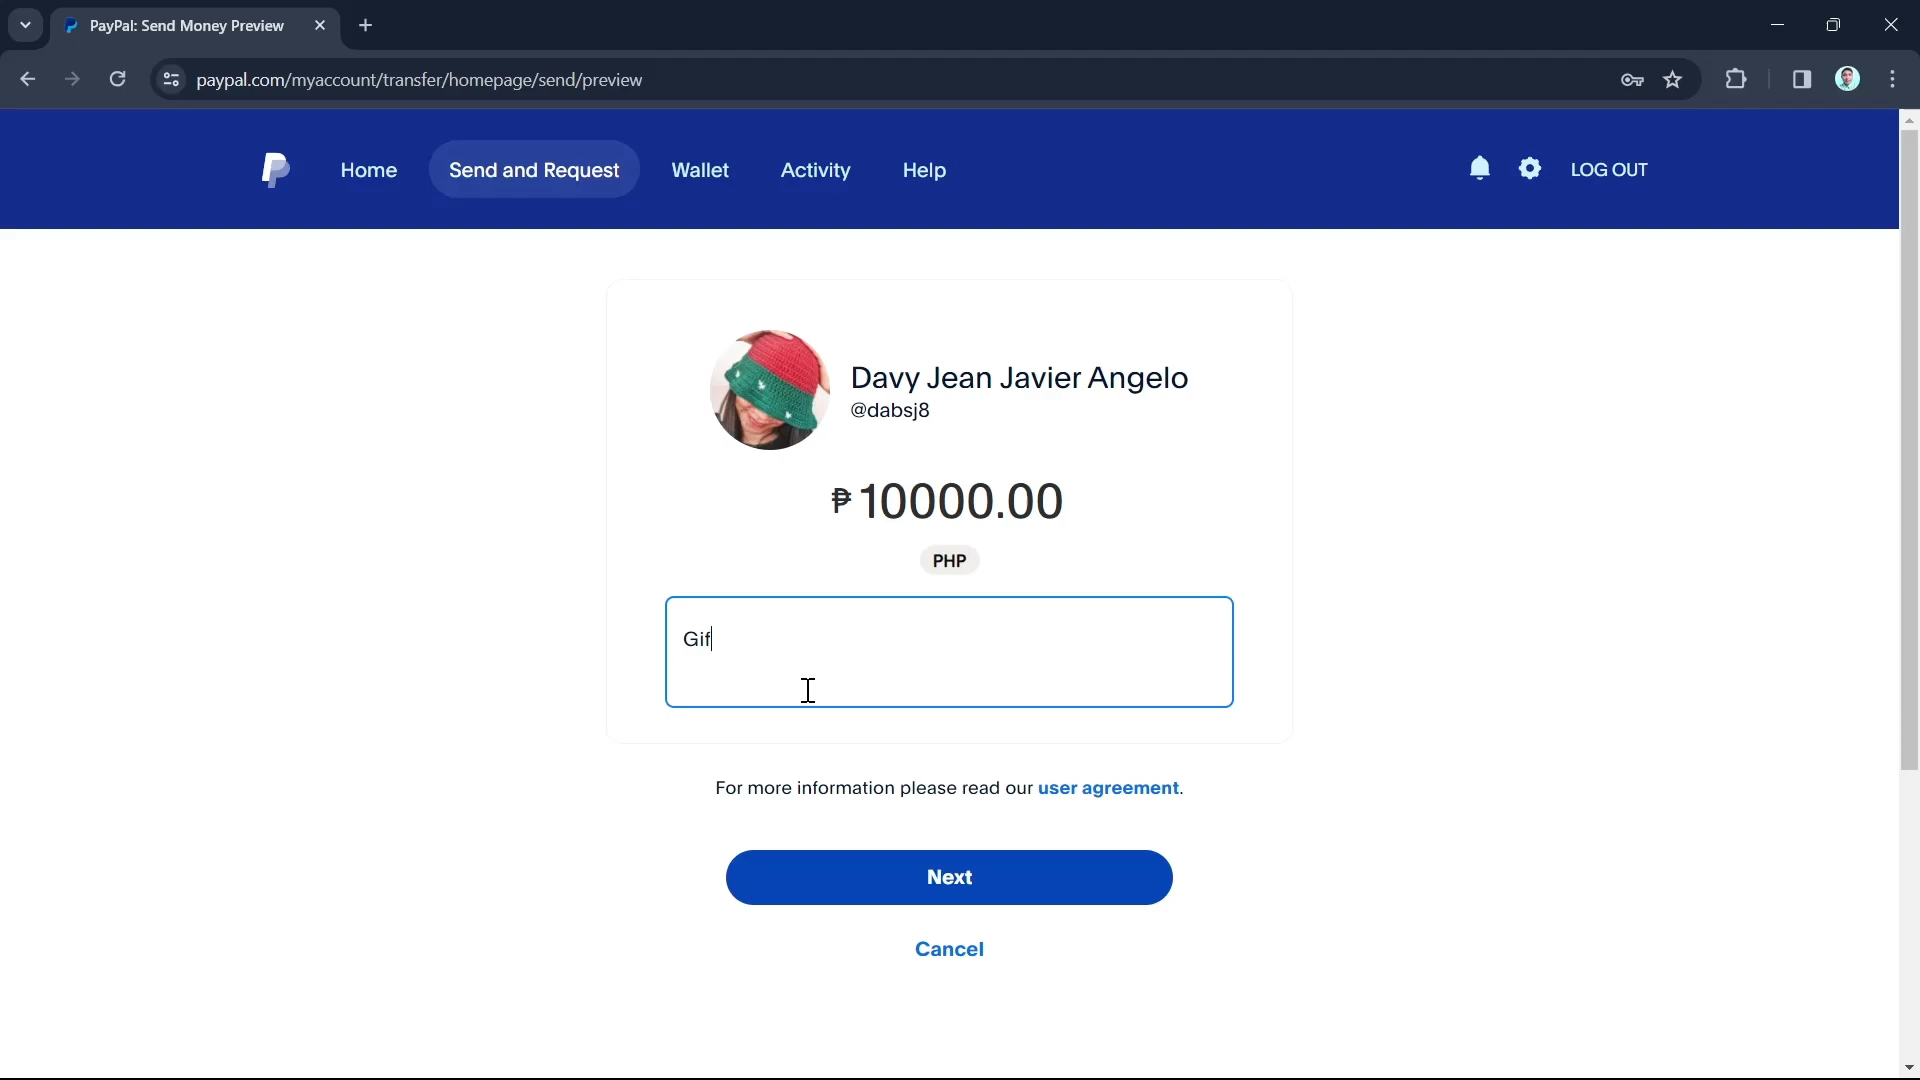 PayPal: Send Money Preview
paypal.com/myaccount/transfer/homepage/send/preview
Home Send and Request Wallet Activity Help LOG OUT
Davy Jean Javier Angelo
@dabsj8
₱10000.00
PHP
Gif
For more information please read our user agreement.
Next
Cancel